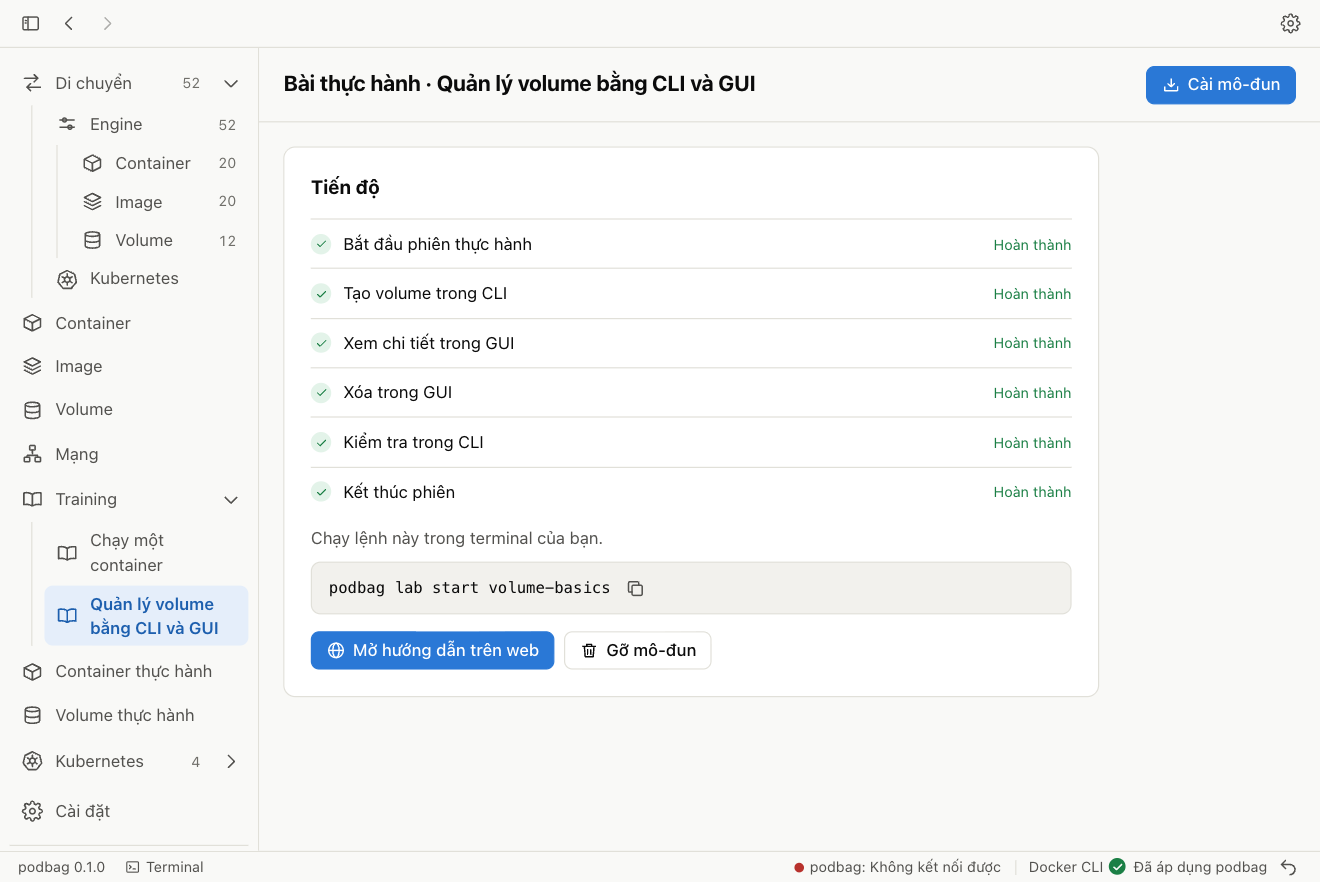 Di chuyển 52
Engine 52
Container 20
Image 20
Volume 12
Kubernetes
Container
Image
Volume
Mạng
Training
Chạy một
container
Quản lý volume
bằng CLI và GUI
Container thực hành
Volume thực hành
Kubernetes 4
Cài đặt
Bài thực hành · Quản lý volume bằng CLI và GUI
Cài mô-đun
Tiến độ
Bắt đầu phiên thực hành Hoàn thành
Tạo volume trong CLI Hoàn thành
Xem chi tiết trong GUI Hoàn thành
Xóa trong GUI Hoàn thành
Kiểm tra trong CLI Hoàn thành
Kết thúc phiên Hoàn thành
Chạy lệnh này trong terminal của bạn.
podbag lab start volume-basics
Mở hướng dẫn trên web
Gỡ mô-đun
podbag 0.1.0 Terminal podbag: Không kết nối được Docker CLI Đã áp dụng podbag